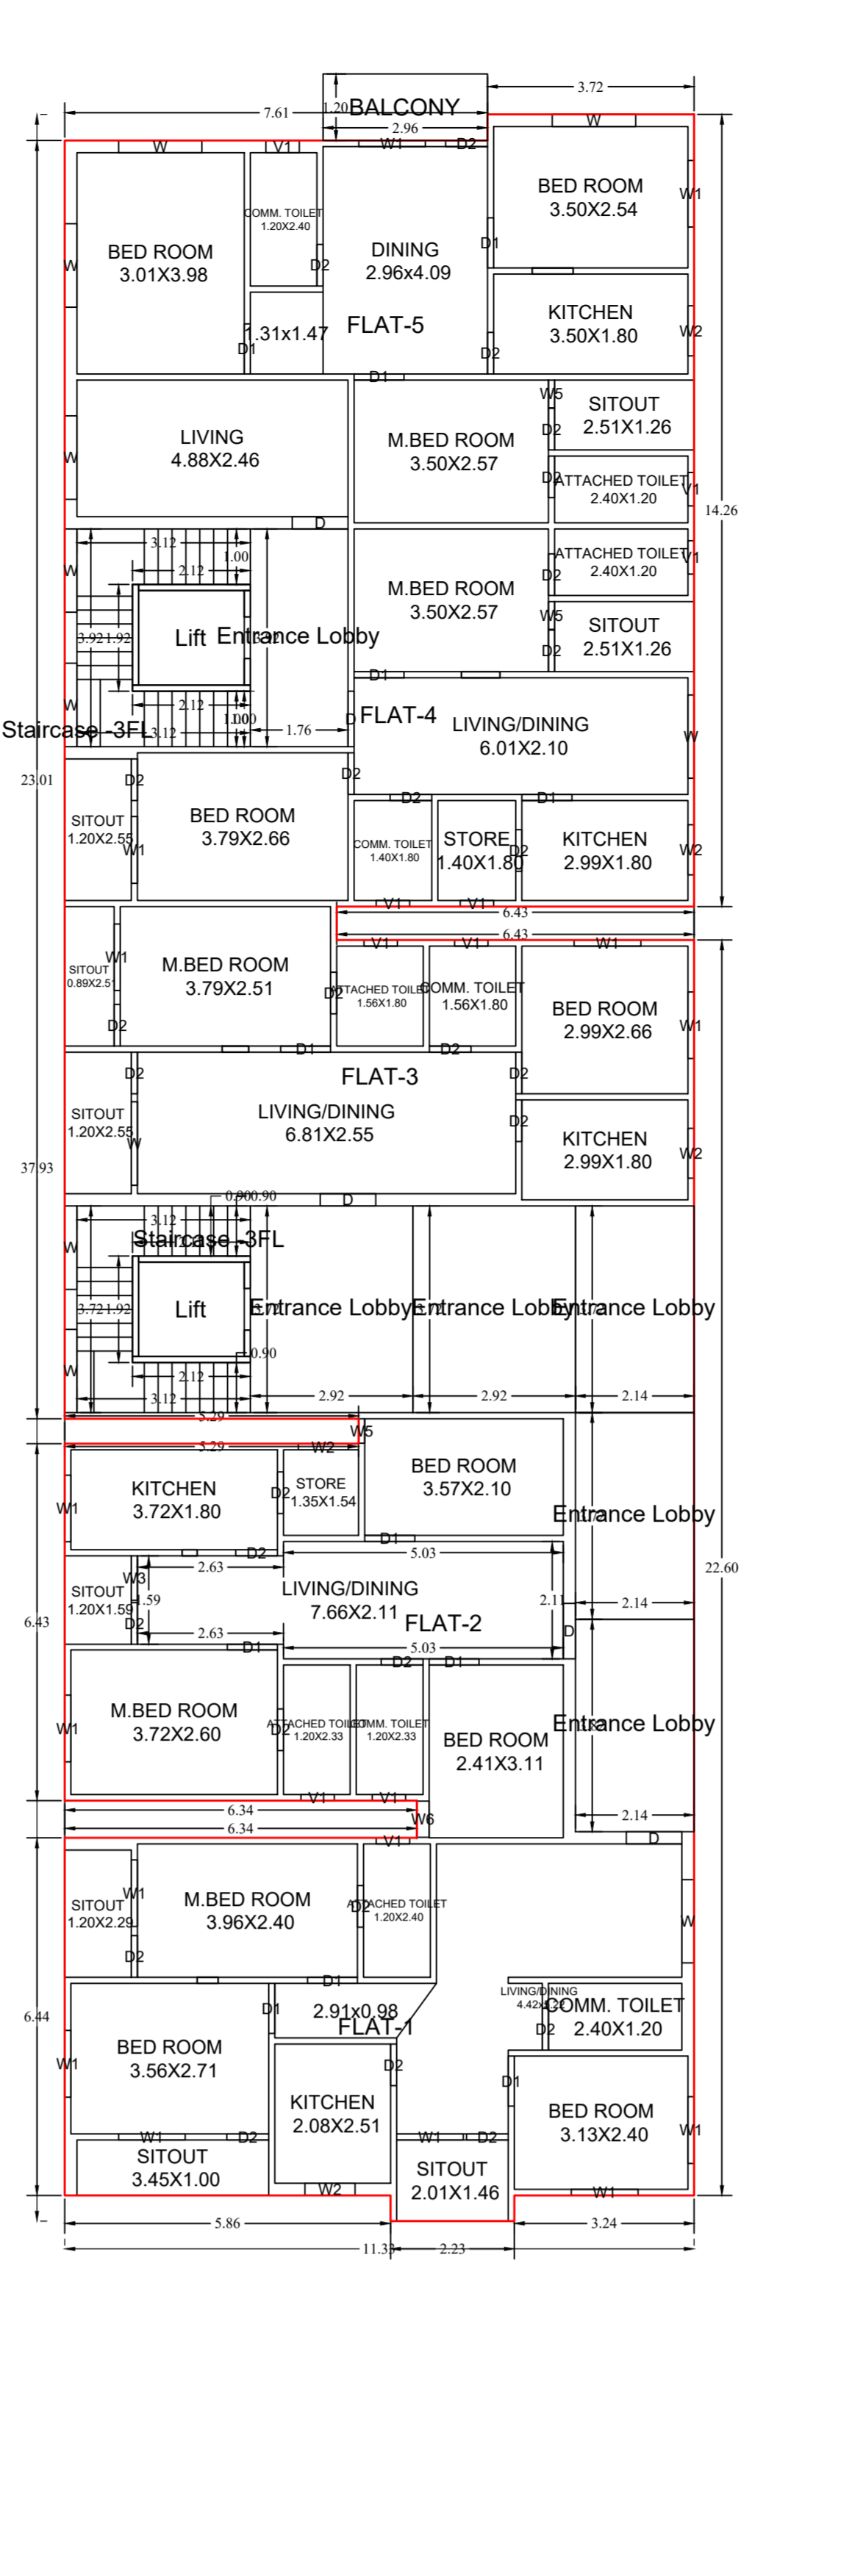 3.72
7.61
1.20
BALCONY
2.96
W
V1
W1
D2
W
BED ROOM
3.50X2.54
W1
COMM. TOILET
1.20X2.40
BED ROOM
3.01X3.98
DINING
2.96x4.09
D1
D2
W
KITCHEN
3.50X1.80
FLAT-5
W2
1.31x1.47
D1
D2
D1
W5
SITOUT
2.51X1.26
D2
LIVING
4.88X2.46
M.BED ROOM
3.50X2.57
W
D2
ATTACHED TOILET
2.40X1.20
V1
14.26
D
3.12
1.00
2.12
W
ATTACHED TOILET
2.40X1.20
V1
D2
M.BED ROOM
3.50X2.57
W5
SITOUT
2.51X1.26
D2
3.92
1.92
Lift
Entrance Lobby
D1
2.12
1.00
W
FLAT-4
D
LIVING/DINING
6.01X2.10
W
Staircase -3FL
3.12
1.76
23.01
D2
D2
D2
D1
SITOUT
1.20X2.55
BED ROOM
3.79X2.66
W1
COMM. TOILET
1.40X1.80
STORE
1.40X1.80
D2
KITCHEN
2.99X1.80
W2
V1
V1
6.43
6.43
V1
V1
W1
SITOUT
0.89X2.51
W1
M.BED ROOM
3.79X2.51
D2
ATTACHED TOILET
1.56X1.80
COMM. TOILET
1.56X1.80
BED ROOM
2.99X2.66
W1
D2
D1
D2
D2
FLAT-3
D2
SITOUT
1.20X2.55
LIVING/DINING
6.81X2.55
D2
W
KITCHEN
2.99X1.80
W2
37.93
0.90
0.90
D
3.12
Staircase -3FL
W
3.72
1.92
Lift
Entrance Lobby
Entrance Lobby
Entrance Lobby
0.90
W
2.12
3.12
2.92
2.92
2.14
5.29
W5
5.29
W2
KITCHEN
3.72X1.80
W1
D2
STORE
1.35X1.54
BED ROOM
3.57X2.10
Entrance Lobby
D1
D2
5.03
2.63
22.60
W3
SITOUT
1.20X1.59
1.59
LIVING/DINING
7.66X2.11
2.11
2.14
6.43
D2
FLAT-2
D
2.63
D1
5.03
D2
D1
M.BED ROOM
3.72X2.60
W1
D2
ATTACHED TOILET
1.20X2.33
COMM. TOILET
1.20X2.33
BED ROOM
2.41X3.11
Entrance Lobby
V1
V1
6.34
W6
6.34
2.14
V1
D
SITOUT
1.20X2.29
W1
M.BED ROOM
3.96X2.40
D2
ATTACHED TOILET
1.20X2.40
W
D2
D1
LIVING/DINING
COMM. TOILET
2.40X1.20
D2
D1
2.91x0.98
FLAT-1
6.44
W1
BED ROOM
3.56X2.71
D2
KITCHEN
2.08X2.51
D1
BED ROOM
3.13X2.40
W1
W1
D2
W1
D2
SITOUT
3.45X1.00
SITOUT
2.01X1.46
W2
W1
5.86
3.24
2.23